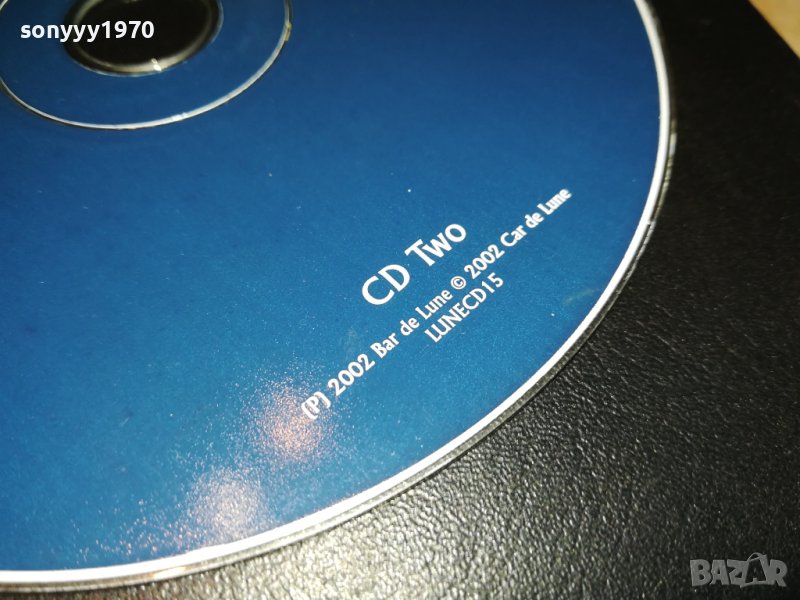 sonyyy1970
CD Two
(P) 2002 Bar de Lune © 2002 Car de Lune
LUNECD15
BAZAR